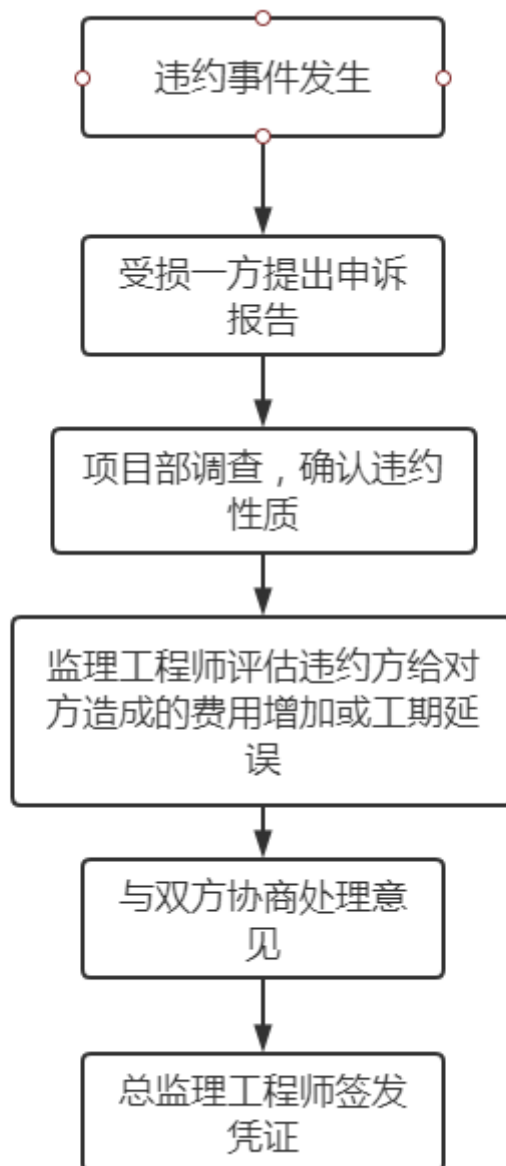 违约事件发生
受损一方提出申诉
报告
项目部调查，确认违约
性质
监理工程师评估违约方给对
方造成的费用增加或工期延
误
与双方协商处理意
见
总监理工程师签发
凭证